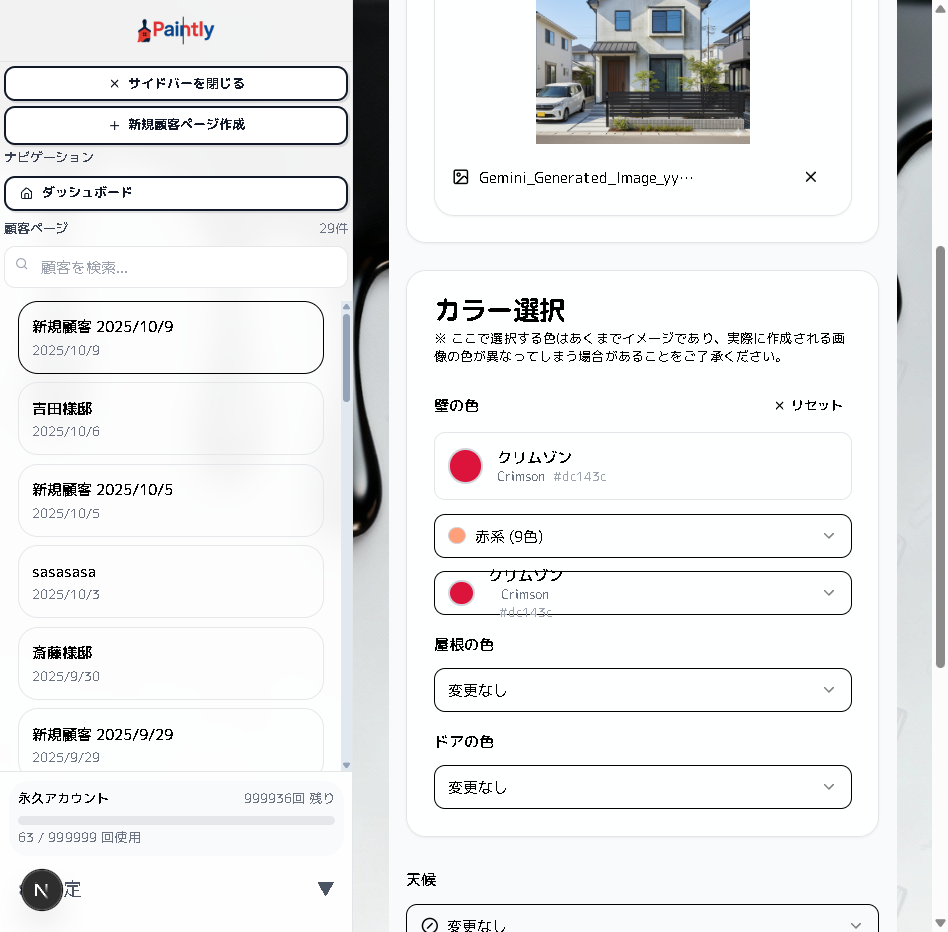 Paintly
× サイドバーを閉じる
+ 新規顧客ページ作成
ナビゲーション
ダッシュボード
顧客ページ 29件
顧客を検索...
新規顧客 2025/10/9
2025/10/9
吉田様邸
2025/10/6
新規顧客 2025/10/5
2025/10/5
sasasasa
2025/10/3
斎藤様邸
2025/9/30
新規顧客 2025/9/29
2025/9/29
永久アカウント 999936回 残り
63 / 999999 回使用
N 定
Gemini_Generated_Image_yy…
カラー選択
※ ここで選択する色はあくまでイメージであり、実際に作成される画
像の色が異なってしまう場合があることをご了承ください。
壁の色 × リセット
クリムゾン
Crimson #dc143c
赤系 (9色)
クリムゾン
Crimson
#dc143c
屋根の色
変更なし
ドアの色
変更なし
天候
変更なし